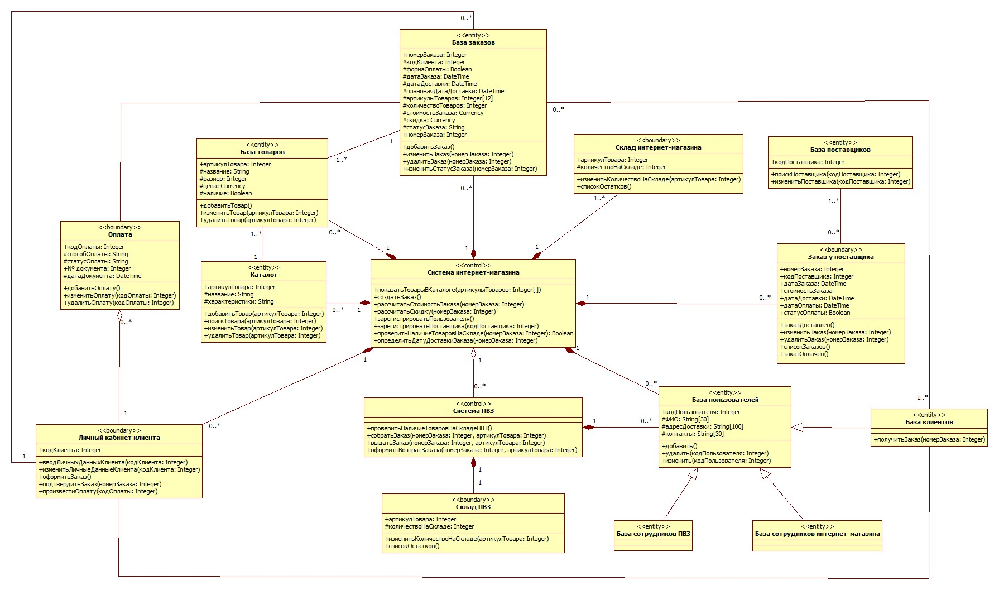 0..*
<<entity>>
База заказов
+номерЗаказа: Integer
#кодКлиента: Integer
#формаОплаты: Boolean
#датаЗаказа: DateTime
#датаДоставки: DateTime
#плановаяДатаДоставки: DateTime
#артикулыТоваров: Integer[12]
#количествоТоваров: Integer
#стоимостьЗаказа: Currency
#скидка: Currency
#статусЗаказа: String
+номерЗаказа: Integer
+добавитьЗаказ()
+изменитьЗаказ(номерЗаказа: Integer)
+удалитьЗаказ(номерЗаказа: Integer)
+изменитьСтатусЗаказа(номерЗаказа: Integer)
0..*
1
1..*
0..*
<<entity>>
База товаров
+артикулТовара: Integer
#название: String
#размер: Integer
#цена: Currency
#наличие: Boolean
+добавитьТовар()
+изменитьТовар(артикулТовара: Integer)
+удалитьТовар(артикулТовара: Integer)
1..*
0..*
1
<<boundary>>
Склад интернет-магазина
+артикулТовара: Integer
#количествоНаСкладе: Integer
+изменитьКоличествоНаСкладе(артикулТовара: Integer)
+списокОстатков()
1..*
<<entity>>
База поставщиков
+кодПоставщика: Integer
+поискПоставщика(кодПоставщика: Integer)
+изменитьПоставщика(кодПоставщика: Integer)
1..*
0..*
<<boundary>>
Оплата
+кодОплаты: Integer
#способОплаты: String
#статусОплаты: String
+№ документа: Integer
#датаДокумента: DateTime
+добавитьОплату()
+изменитьОплату(кодОплаты: Integer)
+удалитьОплату(кодОплаты: Integer)
0..*
1
<<entity>>
Каталог
+артикулТовара: Integer
#название: String
#характеристики: String
+добавитьТовар(артикулТовара: Integer)
+поискТовара(артикулТовара: Integer)
+изменитьТовар(артикулТовара: Integer)
+удалитьТовар(артикулТовара: Integer)
0..*
1
1
1
1
<<control>>
Система интернет-магазина
+показатьТоварыВКаталоге(артикулыТоваров: Integer[])
+создатьЗаказ()
+рассчитатьСтоимостьЗаказа(номерЗаказа: Integer)
+рассчитатьСкидку(номерЗаказа: Integer)
+зарегистрироватьПользователя()
+зарегистрироватьПоставщика(кодПоставщика: Integer)
+проверитьНаличиеТоваровНаСкладе(номерЗаказа: Integer): Boolean
+определитьДатуДоставкиЗаказа(номерЗаказа: Integer)
1
0..*
<<boundary>>
Заказ у поставщика
+номерЗаказа: Integer
+кодПоставщика: Integer
+датаЗаказа: DateTime
+стоимостьЗаказа
+датаДоставки: DateTime
+датаОплаты: DateTime
+статусОплаты: Boolean
+заказДоставлен()
+изменитьЗаказ(номерЗаказа: Integer)
+удалитьЗаказ(номерЗаказа: Integer)
+списокЗаказов()
+заказОплачен()
1
1
1
0..*
0..*
0..*
1..*
<<boundary>>
Личный кабинет клиента
+кодКлиента: Integer
+вводЛичныхДанныхКлиента(кодКлиента: Integer)
+изменитьЛичныеДанныеКлиента(кодКлиента: Integer)
+оформитьЗаказ()
+подтвердитьЗаказ(номерЗаказа: Integer)
+произвестиОплату(кодОплаты: Integer)
1
<<control>>
Система ПВЗ
+проверитьНаличиеТоваровНаСкладеПВЗ()
+собратьЗаказ(номерЗаказа: Integer, артикулТовара: Integer)
+выдатьЗаказ(номерЗаказа: Integer, артикулТовара: Integer)
+оформитьВозвратЗаказа(номерЗаказа: Integer, артикулТовара: Integer)
1
0..*
<<entity>>
База пользователей
+кодПользователя: Integer
#ФИО: String[30]
#адресДоставки: String[100]
#контакты: String[30]
+добавить()
+удалить(кодПользователя: Integer)
+изменить(кодПользователя: Integer)
<<entity>>
База клиентов
+получитьЗаказ(номерЗаказа: Integer)
1
1
<<boundary>>
Склад ПВЗ
+артикулТовара: Integer
#количествоНаСкладе: Integer
+изменитьКоличествоНаСкладе(артикулТовара: Integer)
+списокОстатков()
<<entity>>
База сотрудников ПВЗ
<<entity>>
База сотрудников интернет-магазина